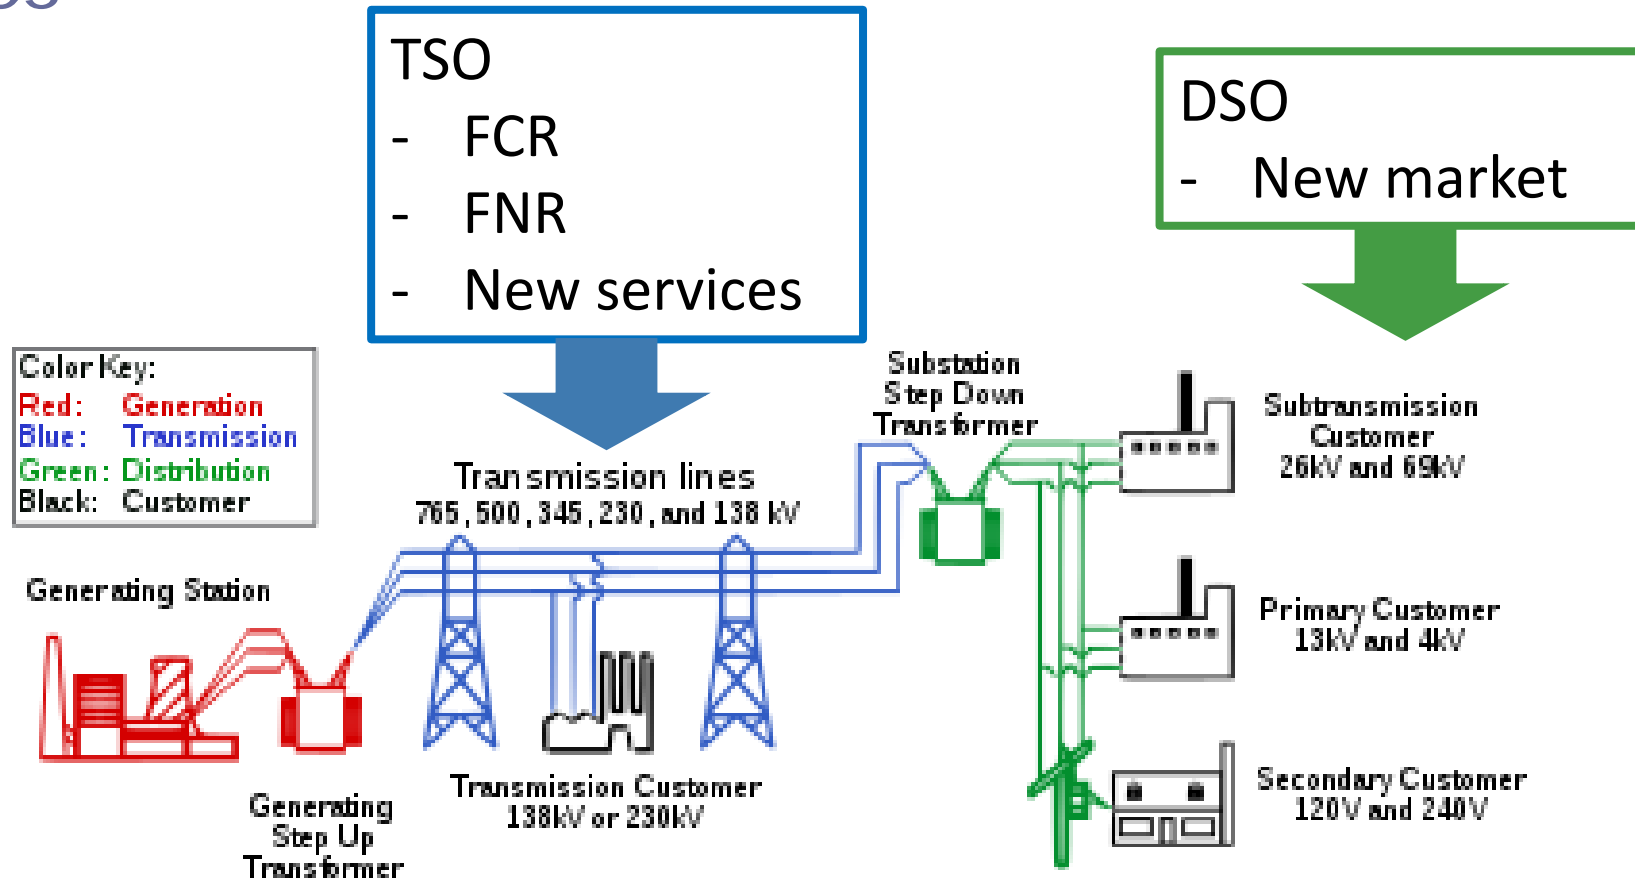 TSO
- FCR
- FNR
- New services
DSO
- New market
Color Key:
Red: Generation
Blue: Transmission
Green: Distribution
Black: Customer
Substation
Step Down
Transformer
Subtransmission
Customer
26kV and 69kV
Transmission lines
765, 500, 345, 230, and 138 kV
Generating Station
Primary Customer
13kV and 4kV
Transmission Customer
138kV or 230kV
Secondary Customer
120V and 240V
Generating
Step Up
Transformer